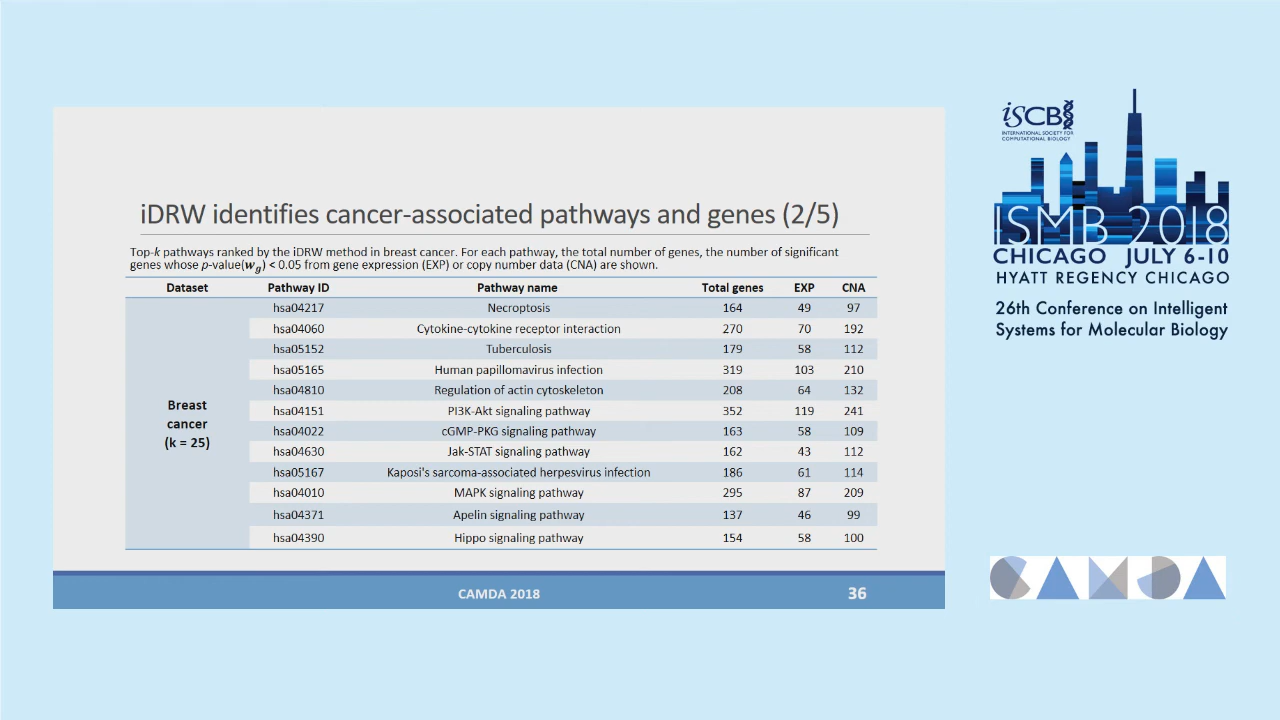 iDRW identifies cancer-associated pathways and genes (2/5)
Top-k pathways ranked by the iDRW method in breast cancer. For each pathway, the total number of genes, the number of significant
genes whose p-value(wg) < 0.05 from gene expression (EXP) or copy number data (CNA) are shown.
Dataset Pathway ID Pathway name Total genes EXP CNA
hsa04217 Necroptosis 164 49 97
hsa04060 Cytokine-cytokine receptor interaction 270 70 192
hsa05152 Tuberculosis 179 58 112
hsa05165 Human papillomavirus infection 319 103 210
hsa04810 Regulation of actin cytoskeleton 208 64 132
Breast
cancer
(k = 25)
hsa04151 PI3K-Akt signaling pathway 352 119 241
hsa04022 cGMP-PKG signaling pathway 163 58 109
hsa04630 Jak-STAT signaling pathway 162 43 112
hsa05167 Kaposi's sarcoma-associated herpesvirus infection 186 61 114
hsa04010 MAPK signaling pathway 295 87 209
hsa04371 Apelin signaling pathway 137 46 99
hsa04390 Hippo signaling pathway 154 58 100
CAMDA 2018 36
iSCB
INTERNATIONAL SOCIETY FOR
COMPUTATIONAL BIOLOGY
ISMB 2018
CHICAGO JULY 6-10
HYATT REGENCY CHICAGO
26th Conference on Intelligent
Systems for Molecular Biology
CAMDA